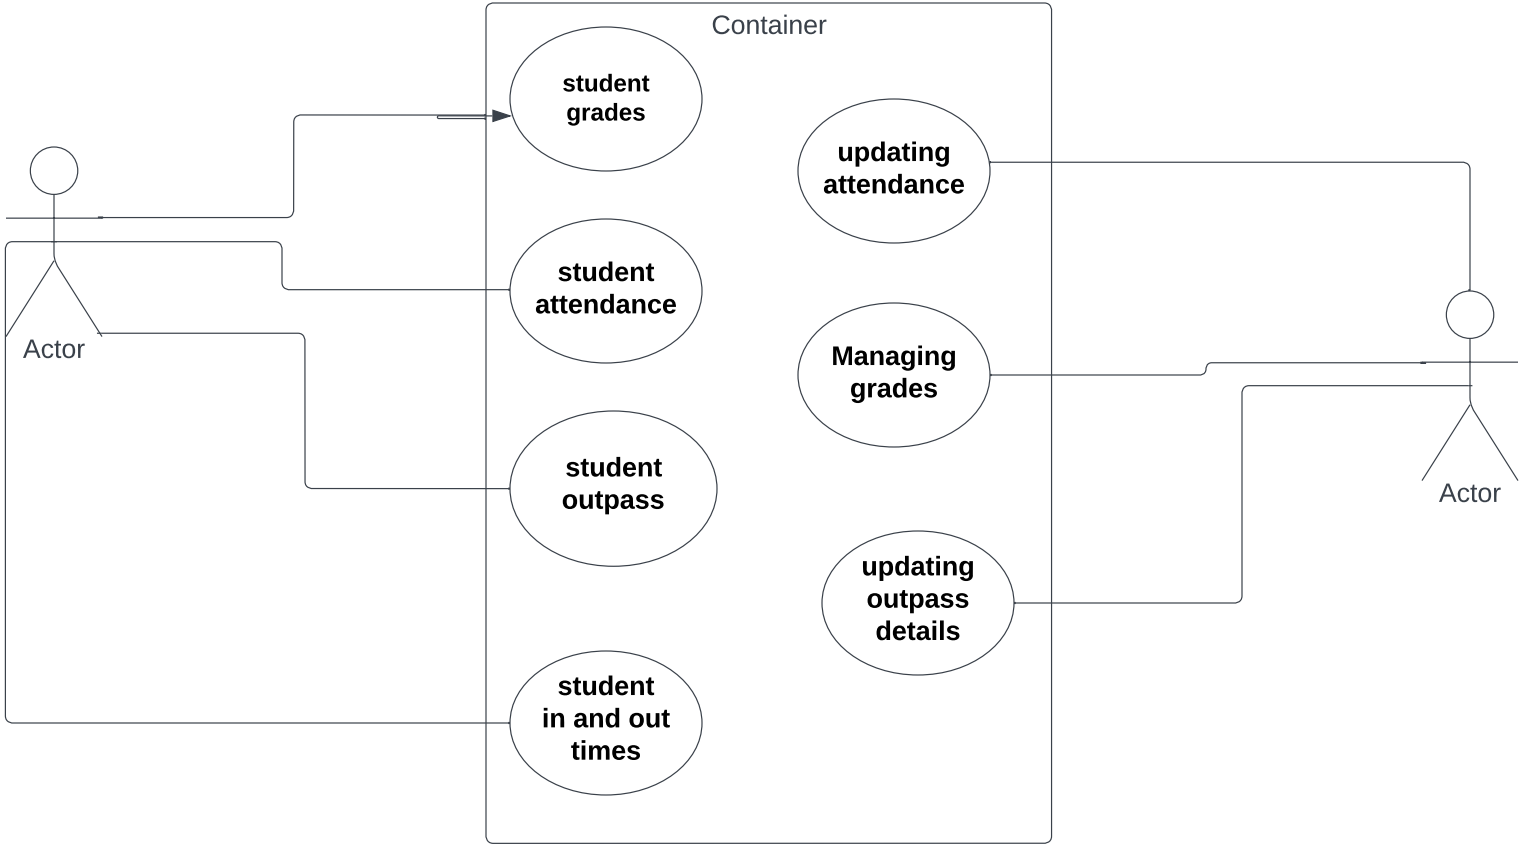 Container
student
grades
updating
attendance
student
attendance
Actor
Managing
grades
student
outpass
Actor
updating
outpass
details
student
in and out
times